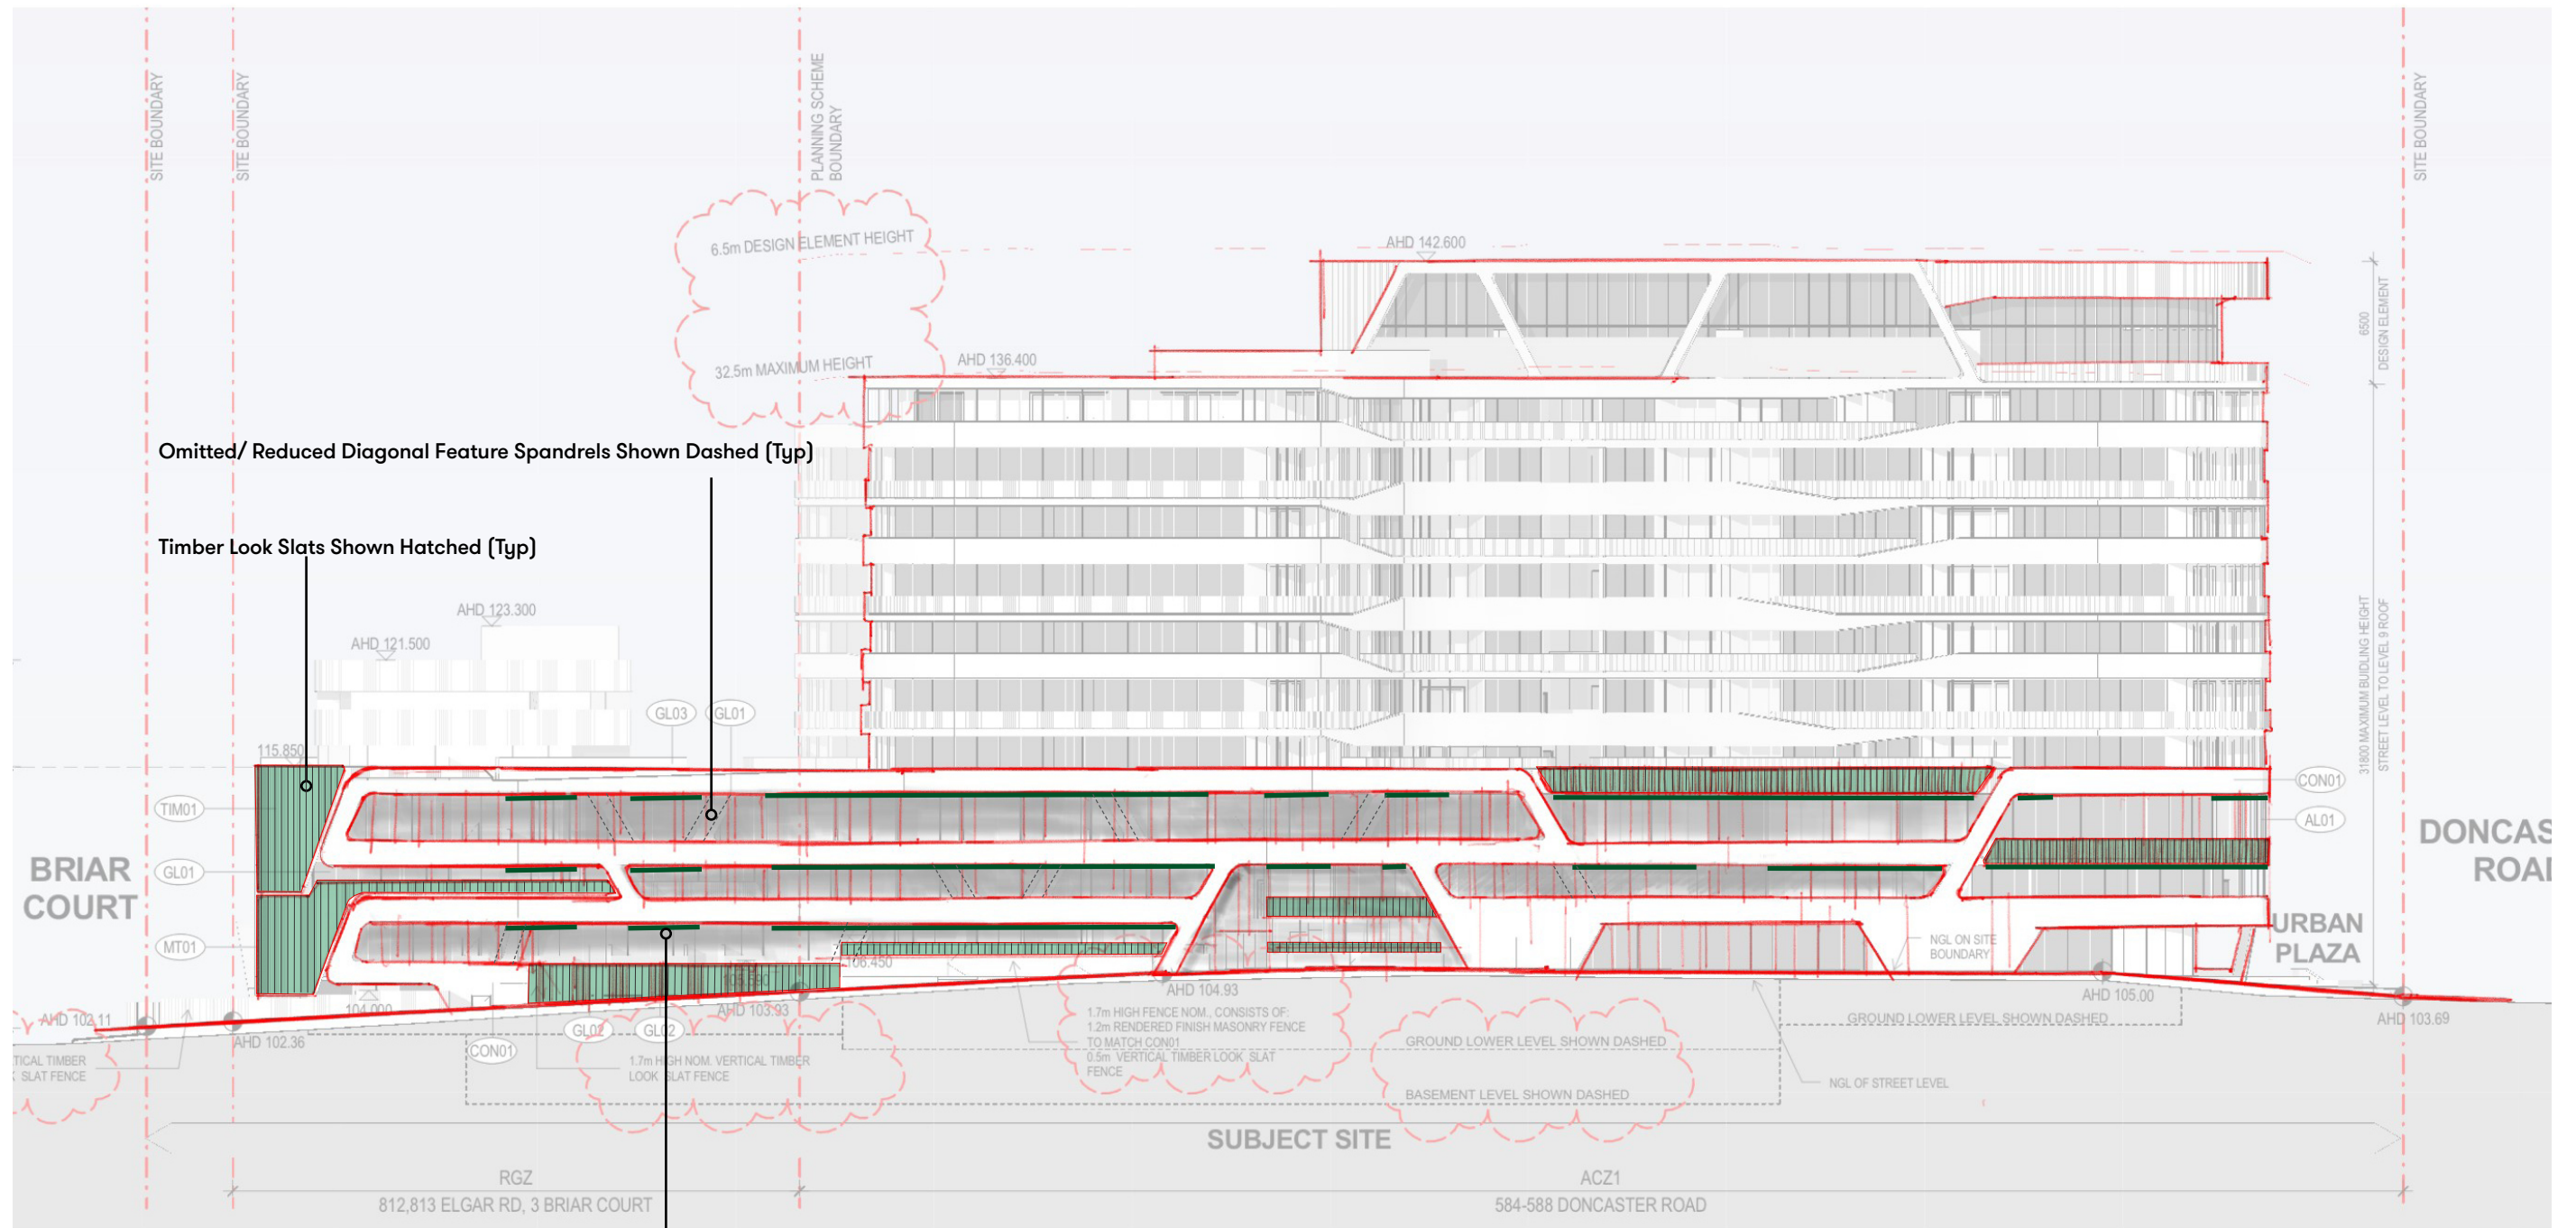 SITE BOUNDARY
SITE BOUNDARY
PLANNING SCHEME
BOUNDARY
SITE BOUNDARY
6.5m DESIGN ELEMENT HEIGHT
AHD 142.600
6500
DESIGN ELEMENT
32.5m MAXIMUM HEIGHT
AHD 136.400
Omitted/ Reduced Diagonal Feature Spandrels Shown Dashed (Typ)
Timber Look Slats Shown Hatched (Typ)
AHD 123.300
AHD 121.500
31800 MAXIMUM BUIDLING HEIGHT
STREET LEVEL TO LEVEL 9 ROOF
GL03
GL01
115.850
TIM01
CON01
AL01
GL01
BRIAR
COURT
DONCAS
ROAD
MT01
URBAN
PLAZA
NGL ON SITE
BOUNDARY
106.450
104.000
AHD 103.93
AHD 104.93
AHD 105.00
AHD 102.11
AHD 102.36
AHD 103.69
GL02
GL02
CON01
TICAL TIMBER
SLAT FENCE
1.7m HIGH NOM. VERTICAL TIMBER
LOOK SLAT FENCE
1.7m HIGH FENCE NOM., CONSISTS OF:
1.2m RENDERED FINISH MASONRY FENCE
TO MATCH CON01
0.5m VERTICAL TIMBER LOOK SLAT
FENCE
GROUND LOWER LEVEL SHOWN DASHED
GROUND LOWER LEVEL SHOWN DASHED
BASEMENT LEVEL SHOWN DASHED
NGL OF STREET LEVEL
SUBJECT SITE
RGZ
812,813 ELGAR RD, 3 BRIAR COURT
ACZ1
584-588 DONCASTER ROAD